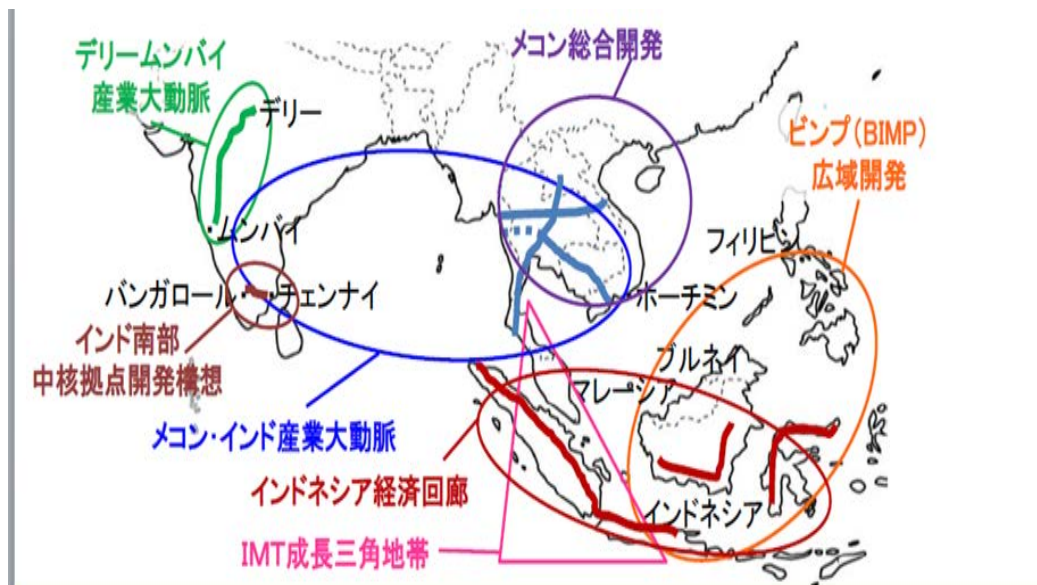 デリームンバイ
産業大動脈
・デリー
メコン総合開発
ビンプ(BIMP)
広域開発
・ムンバイ
フィリピン
バンガロール・
・チェンナイ
ホーチミン
インド南部
中核拠点開発構想
ブルネイ
マレーシア
メコン・インド産業大動脈
インドネシア経済回廊
インドネシア
IMT成長三角地帯